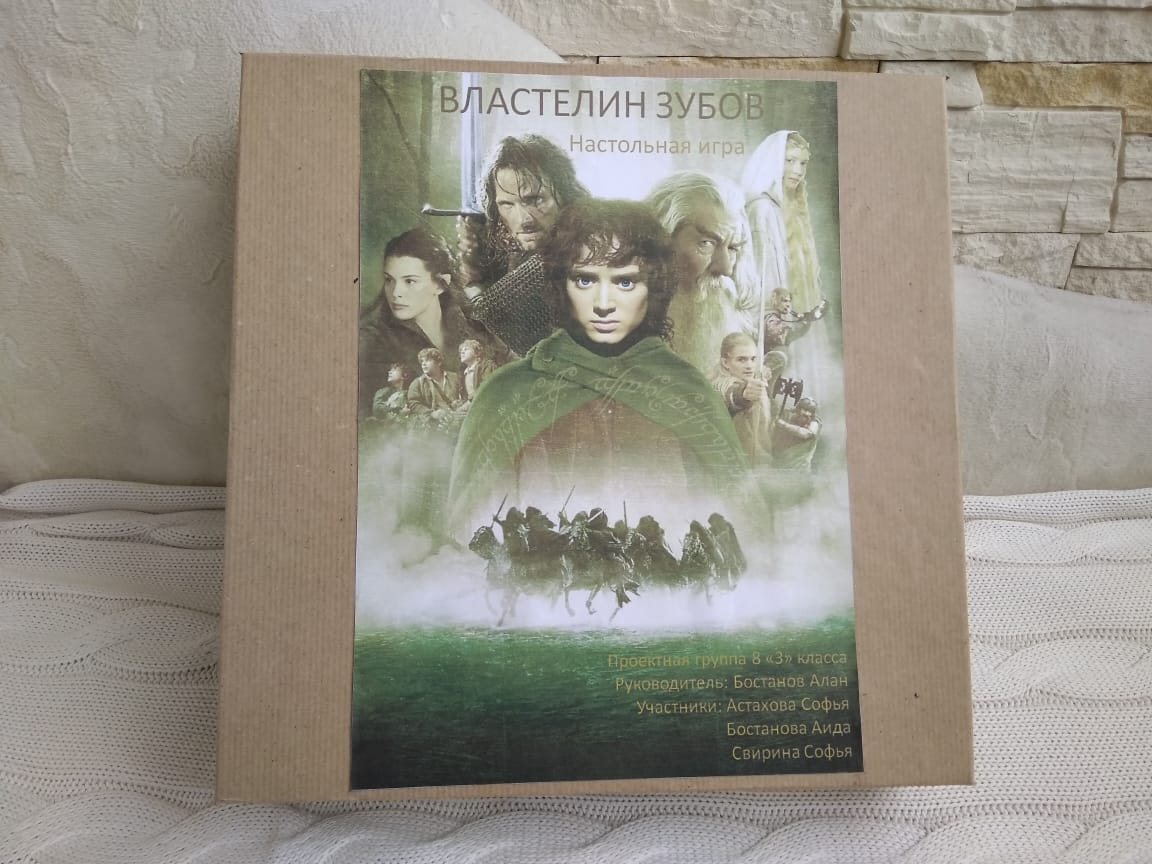 ВЛАСТЕЛИН ЗУБОВ
Настольная игра
Проектная группа 8 «З» класса
Руководитель: Бостанов Алан
Участники: Астахова Софья
Бостанова Аида
Свирина Софья